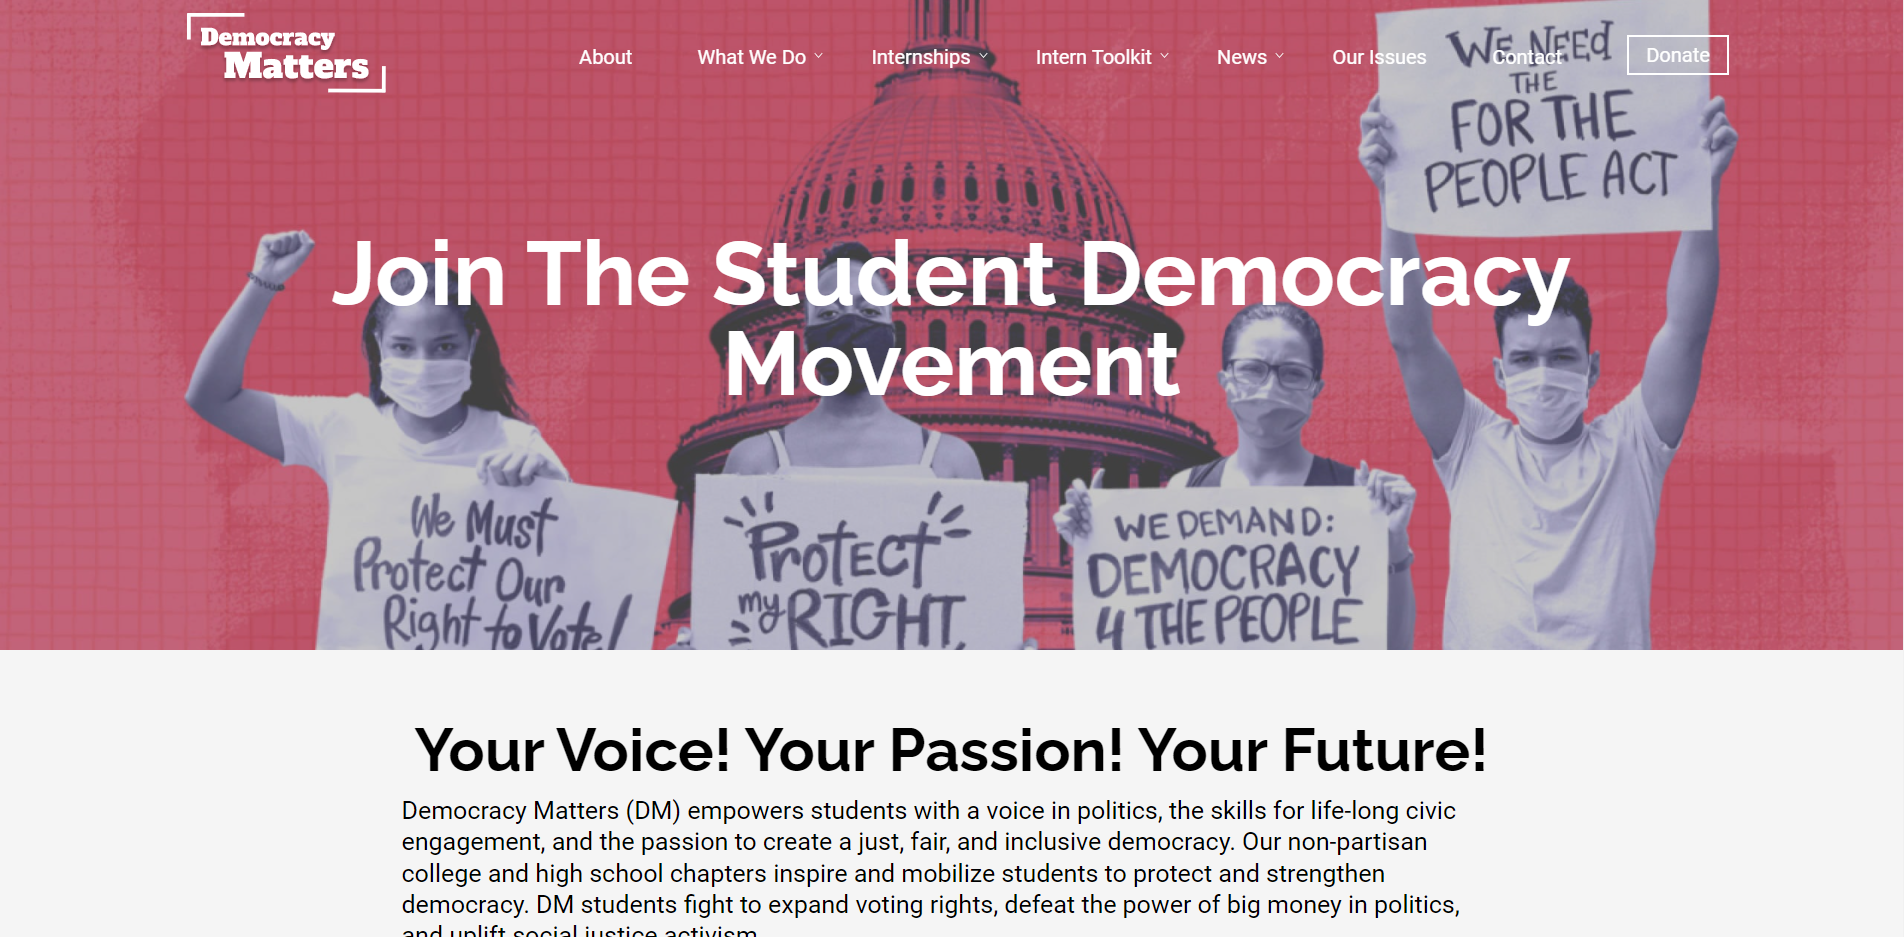 Democracy
Matters
About
What We Do
Internships
Intern Toolkit
News
Our Issues
Contact
Donate
WE NEEd
THE
FOR THE
PEOPLE ACT
Join The Student Democracy
Movement
We Must
Protect Our
Right to Vote!
Protect
my RIGHT
WE DEMAND:
DEMOCRACY
4 THE PEOPLE
Your Voice! Your Passion! Your Future!
Democracy Matters (DM) empowers students with a voice in politics, the skills for life-long civic
engagement, and the passion to create a just, fair, and inclusive democracy. Our non-partisan
college and high school chapters inspire and mobilize students to protect and strengthen
democracy. DM students fight to expand voting rights, defeat the power of big money in politics,
and uplift social justice activism.